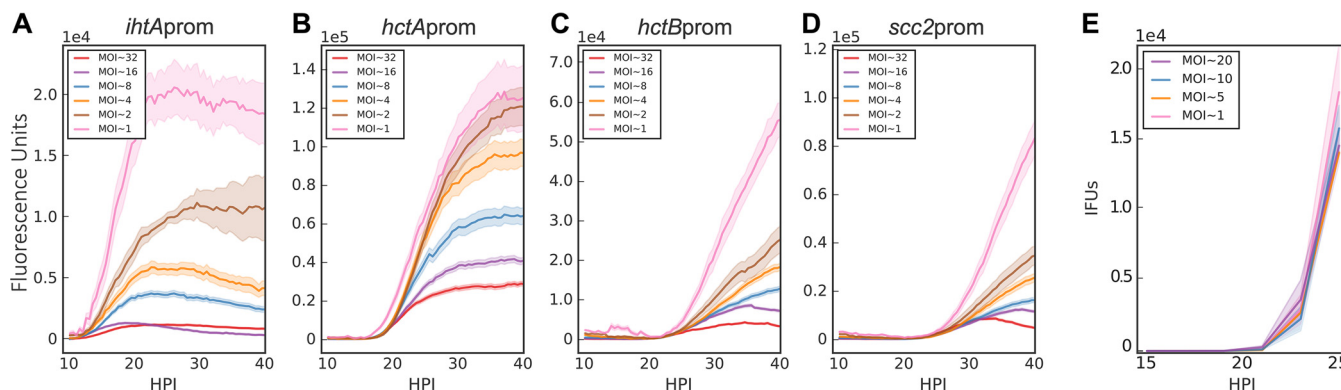 A ihtAprom
1e4
Fluorescence Units
2.0
1.5
1.0
0.5
0
MOI~32
MOI~16
MOI~8
MOI~4
MOI~2
MOI~1
10 20 30 40
HPI
B hctAprom
1e5
1.4
1.2
1.0
0.8
0.6
0.4
0.2
0
MOI~32
MOI~16
MOI~8
MOI~4
MOI~2
MOI~1
10 20 30 40
HPI
C hctBprom
1e4
7.0
6.0
5.0
4.0
3.0
2.0
1.0
0
MOI~32
MOI~16
MOI~8
MOI~4
MOI~2
MOI~1
10 20 30 40
HPI
D scc2prom
1e5
1.2
1.0
0.8
0.6
0.4
0.2
0
MOI~32
MOI~16
MOI~8
MOI~4
MOI~2
MOI~1
10 20 30 40
HPI
E
1e4
IFUs
2.0
1.5
1.0
0.5
0
MOI~20
MOI~10
MOI~5
MOI~1
15 20 25
HPI